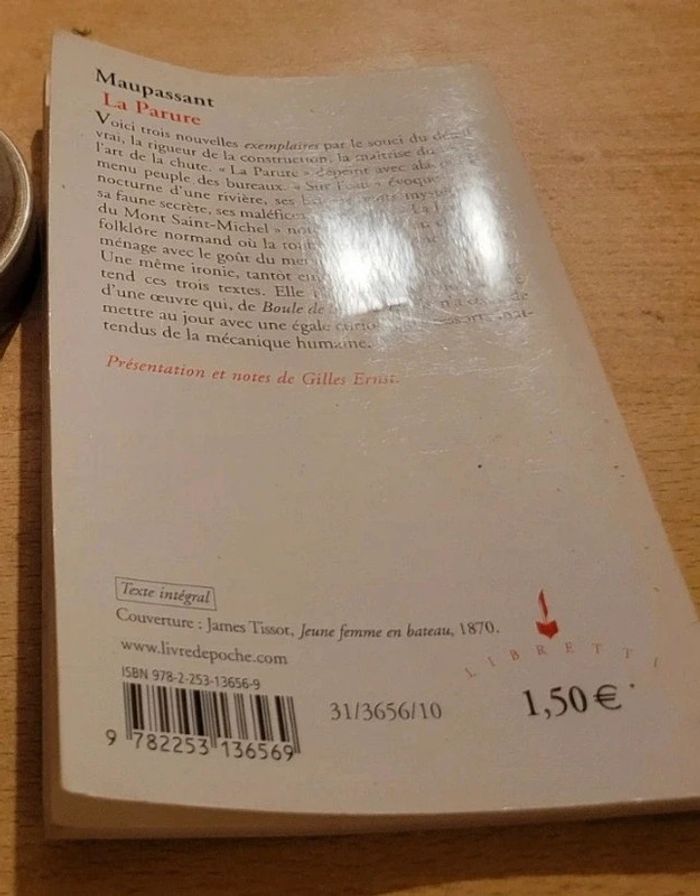 Maupassant
La Parure
Voici trois nouvelles exemplaires par le souci du
vrai, la rigueur de la construction, la maîtrise du
l'art de la chute. « La Parure » dépeint avec
menu peuple des bureaux. « Sur l'eau » évoque
nocturne d'une rivière, ses
sa faune secrète, ses
du Mont Saint-Michel »
folklore normand où la
ménage avec le goût du
Une même ironie, tantôt
tend ces trois textes. Elle
d'une œuvre qui, de Boule de
mettre au jour avec une égale
tendus de la mécanique humaine.
Présentation et notes de Gilles Ernst.
Texte intégral
Couverture : James Tissot, Jeune femme en bateau, 1870.
www.livredepoche.com
LIBRETTI
ISBN 978-2-253-13656-9
31/3656/10
1,50 €
9 782253 136569